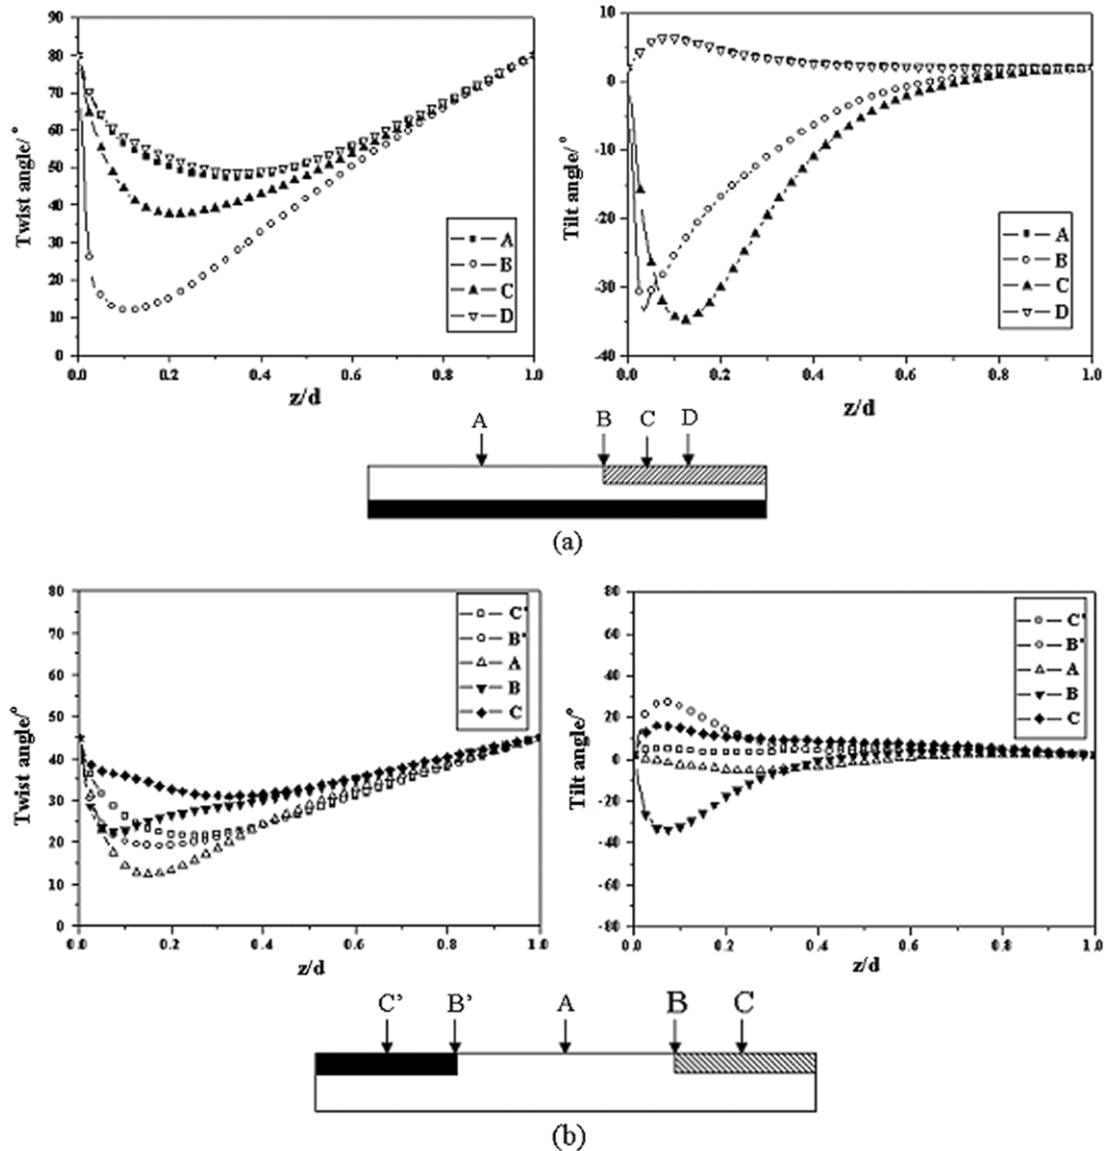 90
80
70
60
50
40
30
20
10
0
Twist angle/°
A
B
C
D
0.0 0.2 0.4 0.6 0.8 1.0
z/d
10
0
-10
-20
-30
-40
Tilt angle/°
A
B
C
D
0.0 0.2 0.4 0.6 0.8 1.0
z/d
A B C D
(a)
80
70
60
50
40
30
20
10
0
Twist angle/°
C'
B'
A
B
C
0.0 0.2 0.4 0.6 0.8 1.0
z/d
80
60
40
20
0
-20
-40
-60
-80
Tilt angle/°
C'
B'
A
B
C
0.0 0.2 0.4 0.6 0.8 1.0
z/d
C’ B’ A B C
(b)